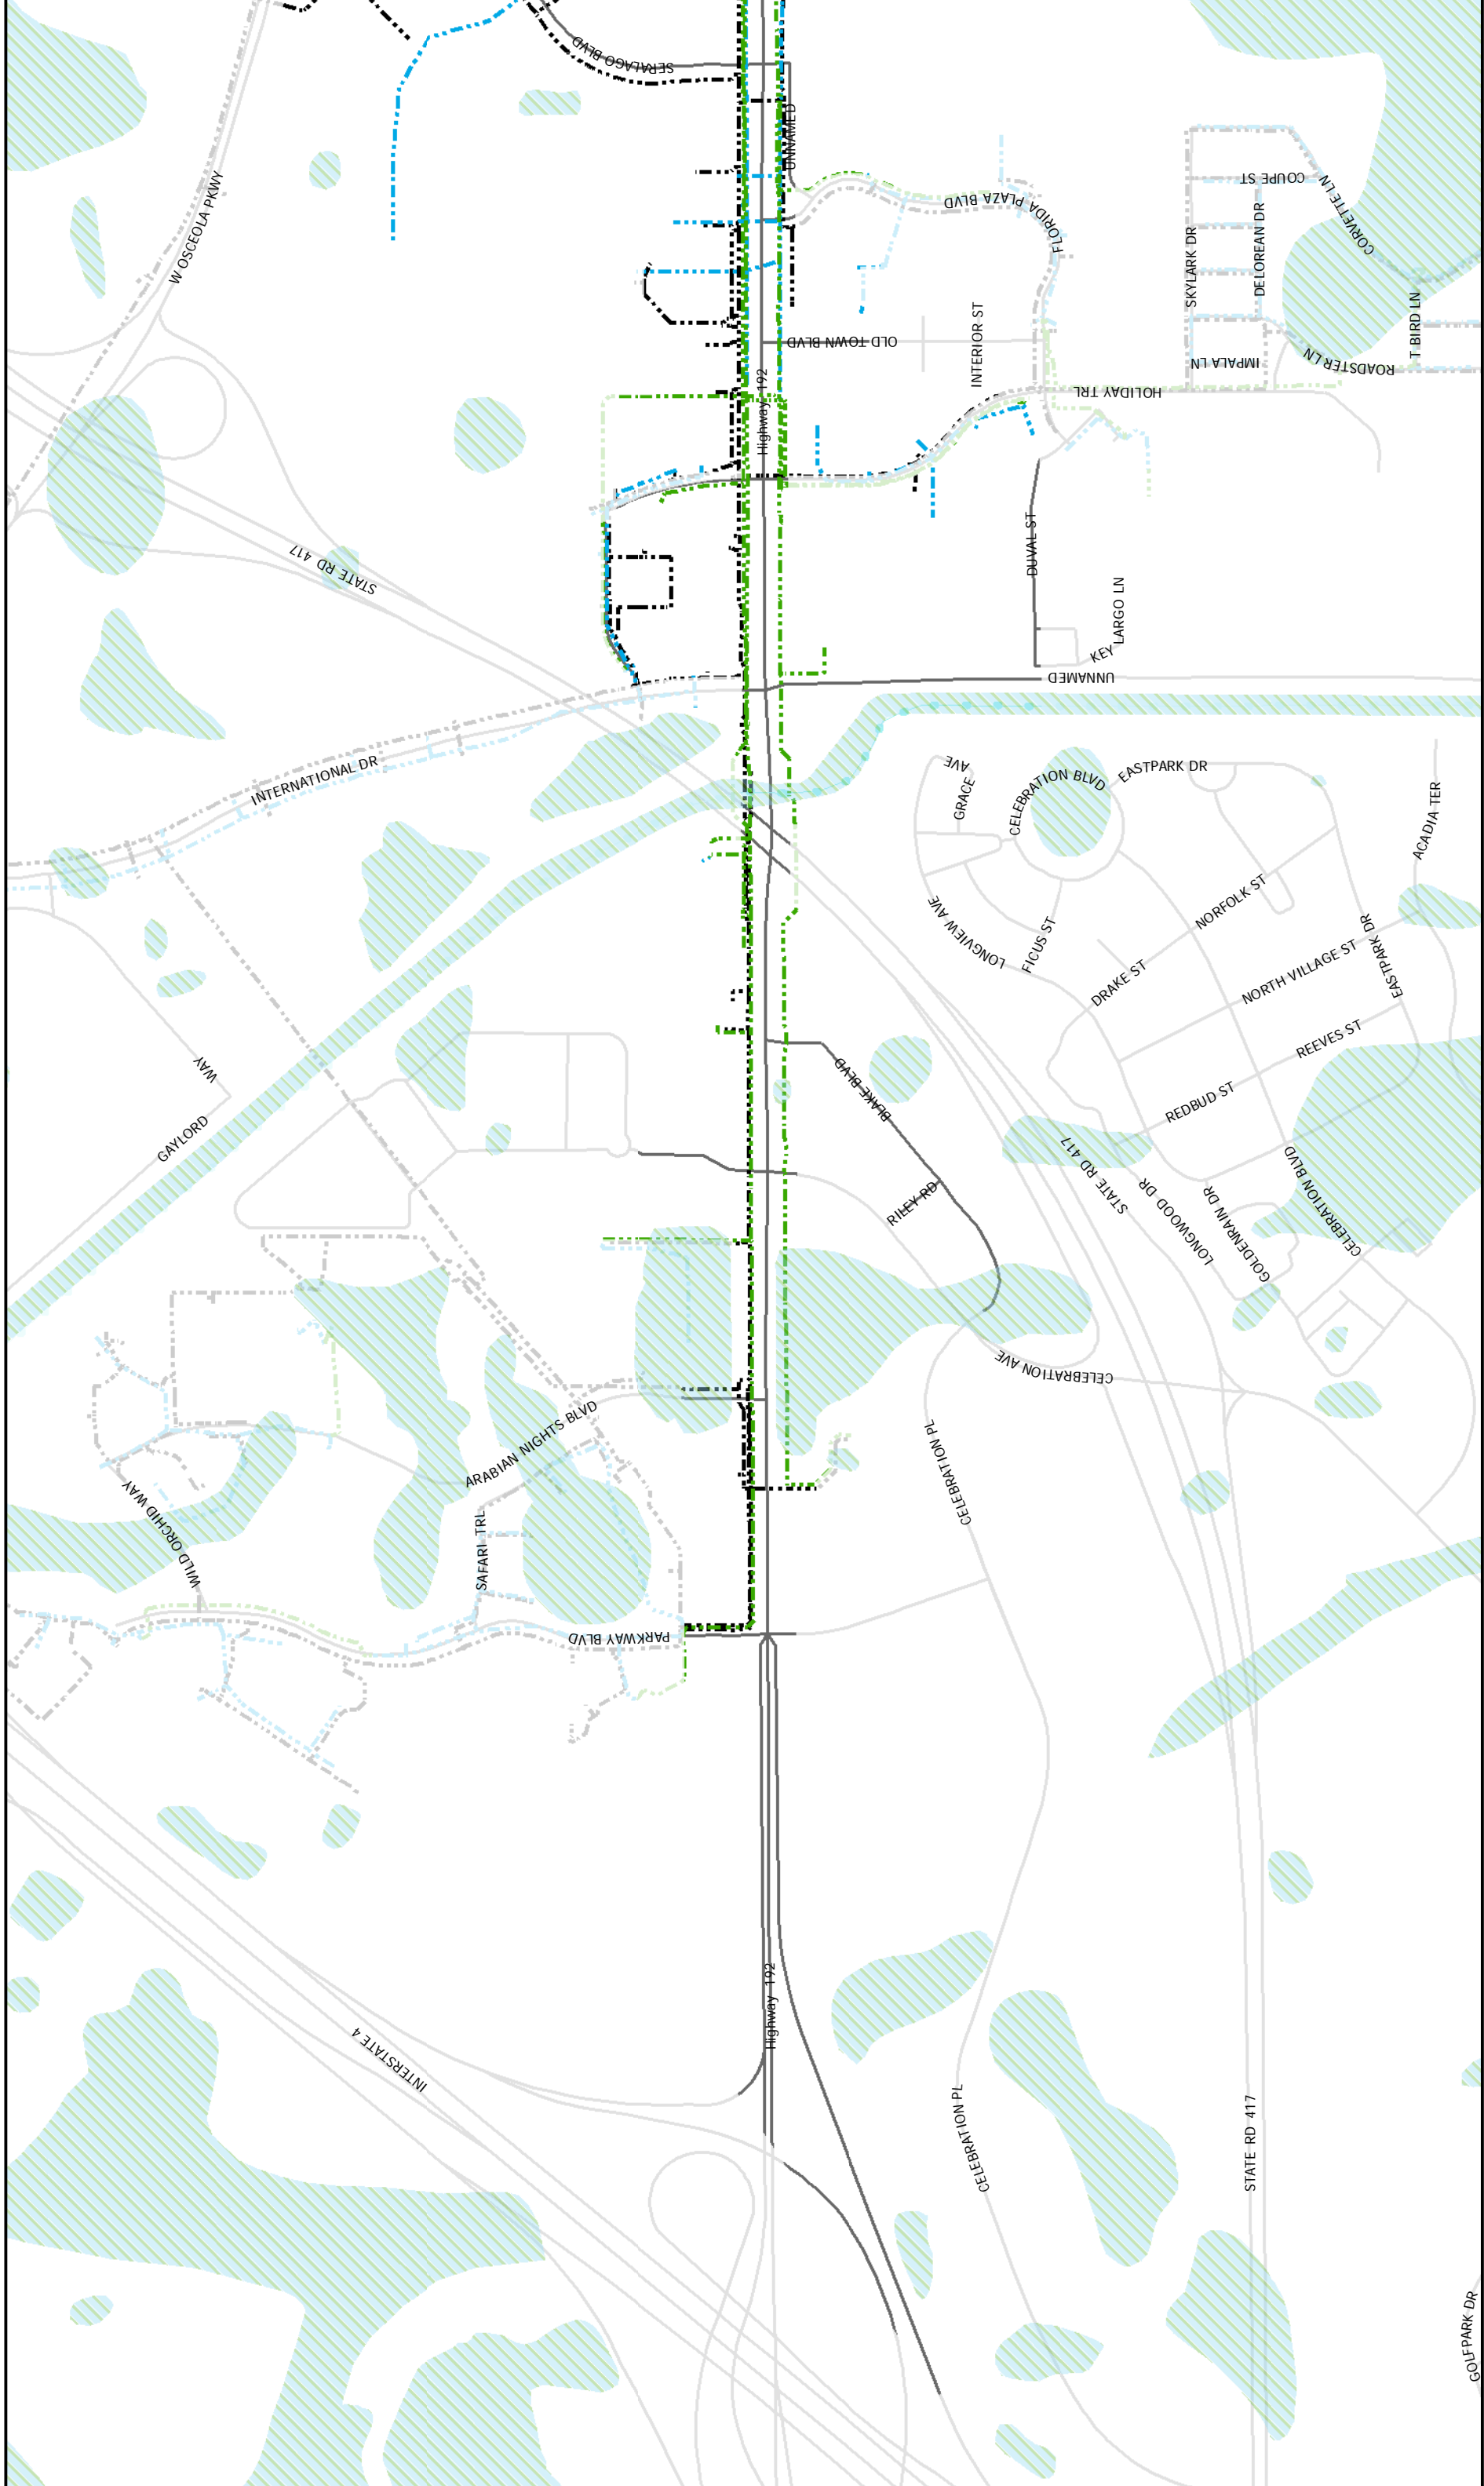 SERALAGO BLVD
UNNAMED
W OSCEOLA PKWY
COUPE ST
FLORIDA PLAZA BLVD
CORVETTE LN
DELOREAN DR
SKYLARK DR
T BIRD LN
OLD TOWN BLVD
INTERIOR ST
IMPALA LN
ROADSTER LN
HOLIDAY TRL
Highway 192
STATE RD 417
DUVAL ST
KEY LARGO LN
UNNAMED
INTERNATIONAL DR
GRACE AVE
CELEBRATION BLVD
EASTPARK DR
ACADIA TER
NORFOLK ST
LONGVIEW AVE
FICUS ST
EASTPARK DR
NORTH VILLAGE ST
DRAKE ST
REEVES ST
GAYLORD WAY
BLAKE BLVD
REDBUD ST
STATE RD 417
RILEY RD
LONGWOOD DR
GOLDENRAIN DR
CELEBRATION BLVD
CELEBRATION AVE
ARABIAN NIGHTS BLVD
CELEBRATION PL
WILD ORCHID WAY
SAFARI TRL
PARKWAY BLVD
Highway 192
INTERSTATE 4
CELEBRATION PL
STATE RD 417
GOLFPARK DR